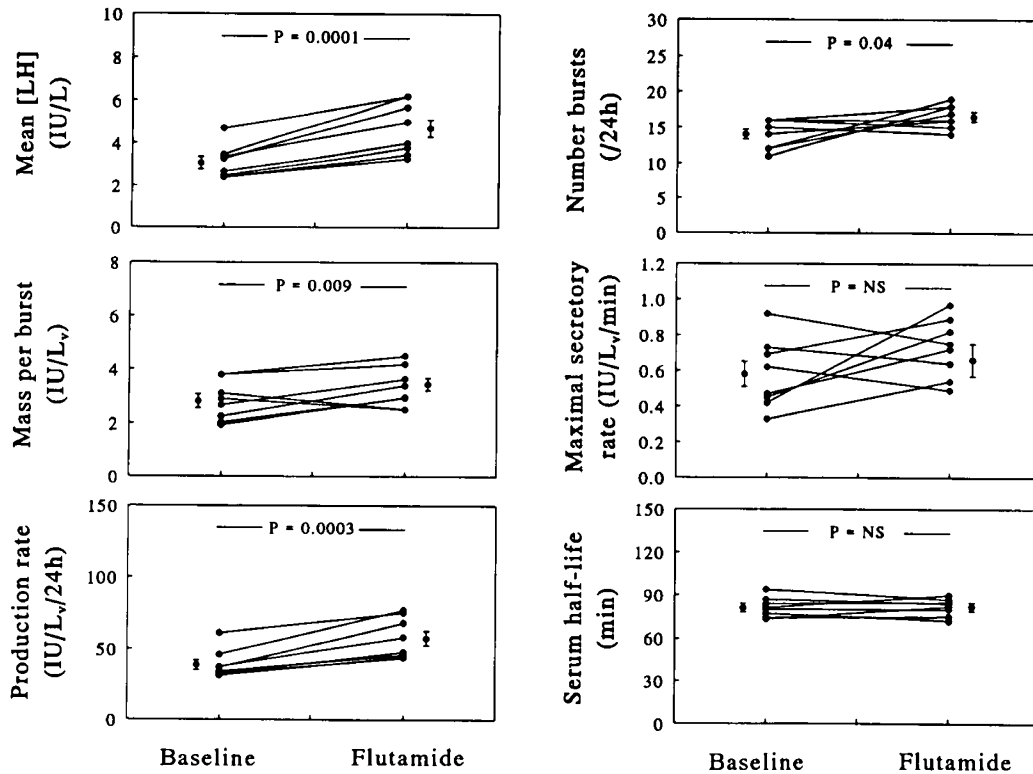 Mean [LH]
(IU/L)
10
8
6
4
2
0
P = 0.0001
Number bursts
(/24h)
30
25
20
15
10
5
0
P = 0.04
Mass per burst
(IU/Lv)
8
6
4
2
0
P = 0.009
Maximal secretory
rate (IU/Lv/min)
1.2
1.0
0.8
0.6
0.4
0.2
0.0
P = NS
Production rate
(IU/Lv/24h)
150
100
50
0
P = 0.0003
Baseline
Flutamide
Serum half-life
(min)
150
120
90
60
30
0
P = NS
Baseline
Flutamide